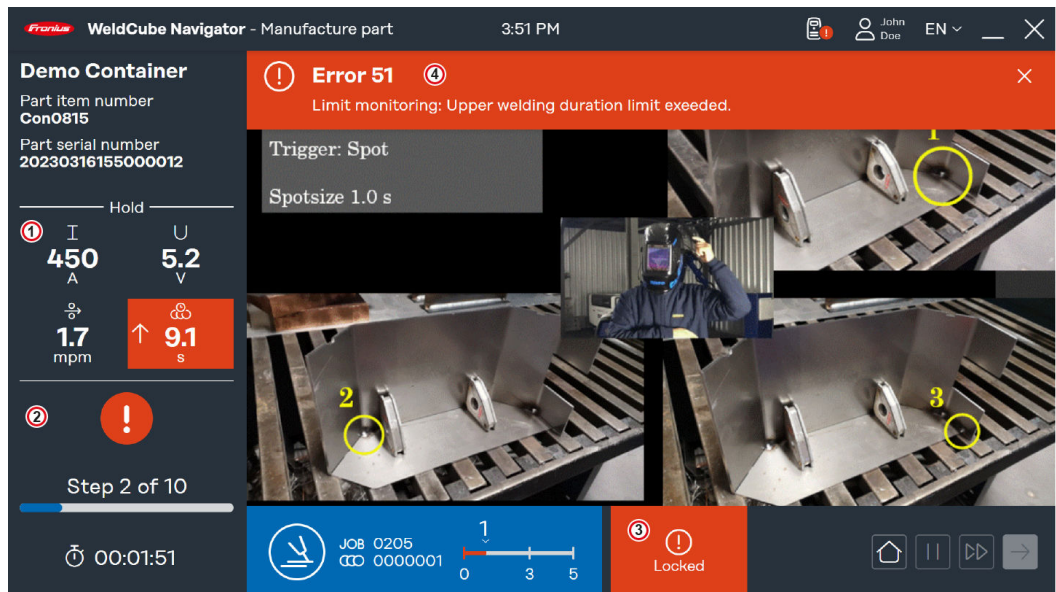 Fronius WeldCube Navigator - Manufacture part
3:51 PM
John
Doe
EN
Demo Container
Part item number
Con0815
Part serial number
20230316155000012
Hold
1
I
U
450
5.2
A
V
1.7
9.1
mpm
s
2
!
Step 2 of 10
00:01:51
! Error 51 4
Limit monitoring: Upper welding duration limit exeeded.
Trigger: Spot
Spotsize 1.0 s
1
2
3
JOB 0205
0000001
1
0 3 5
3
!
Locked